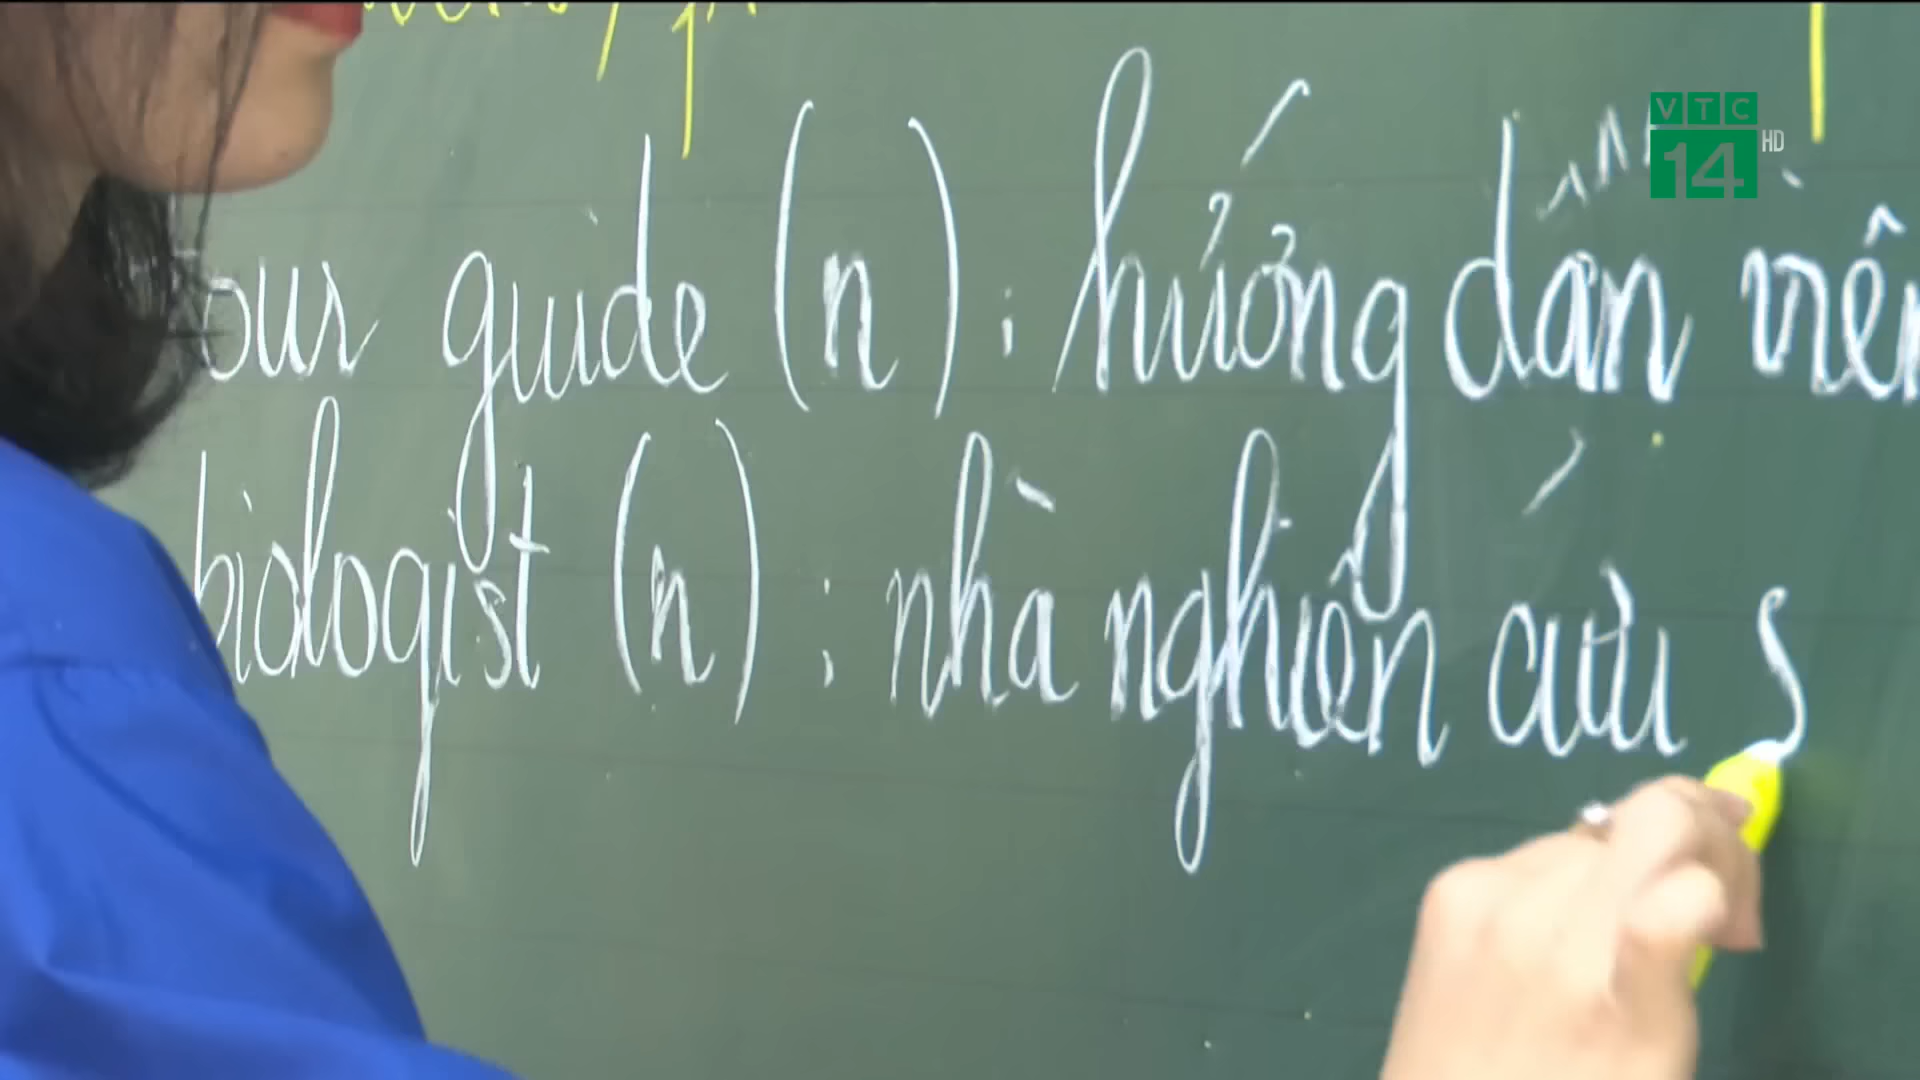 VTC
14 HD
our guide (n): hướng dẫn viên
biologist (n): nhà nghiên cứu s